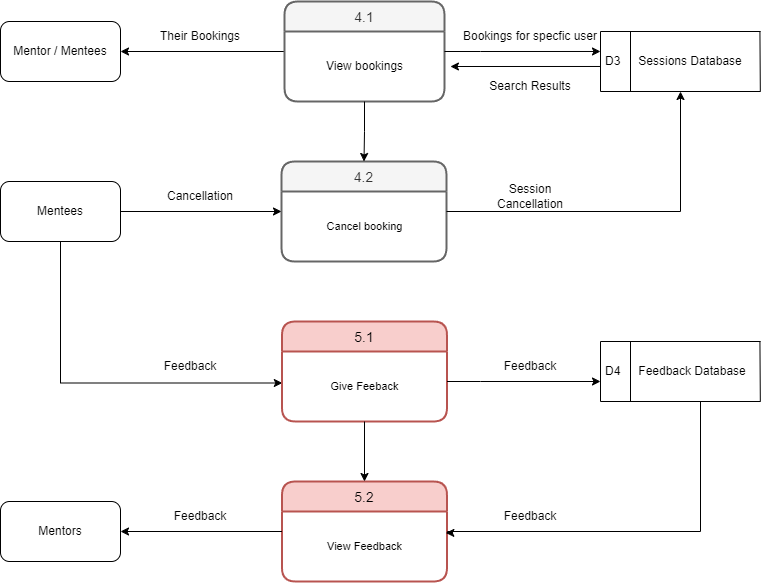 4.1
Their Bookings
Bookings for specfic user
Mentor / Mentees
View bookings
D3
Sessions Database
Search Results
4.2
Cancellation
Session
Cancellation
Mentees
Cancel booking
5.1
Feedback
Feedback
Give Feeback
D4
Feedback Database
5.2
Feedback
Feedback
Mentors
View Feedback